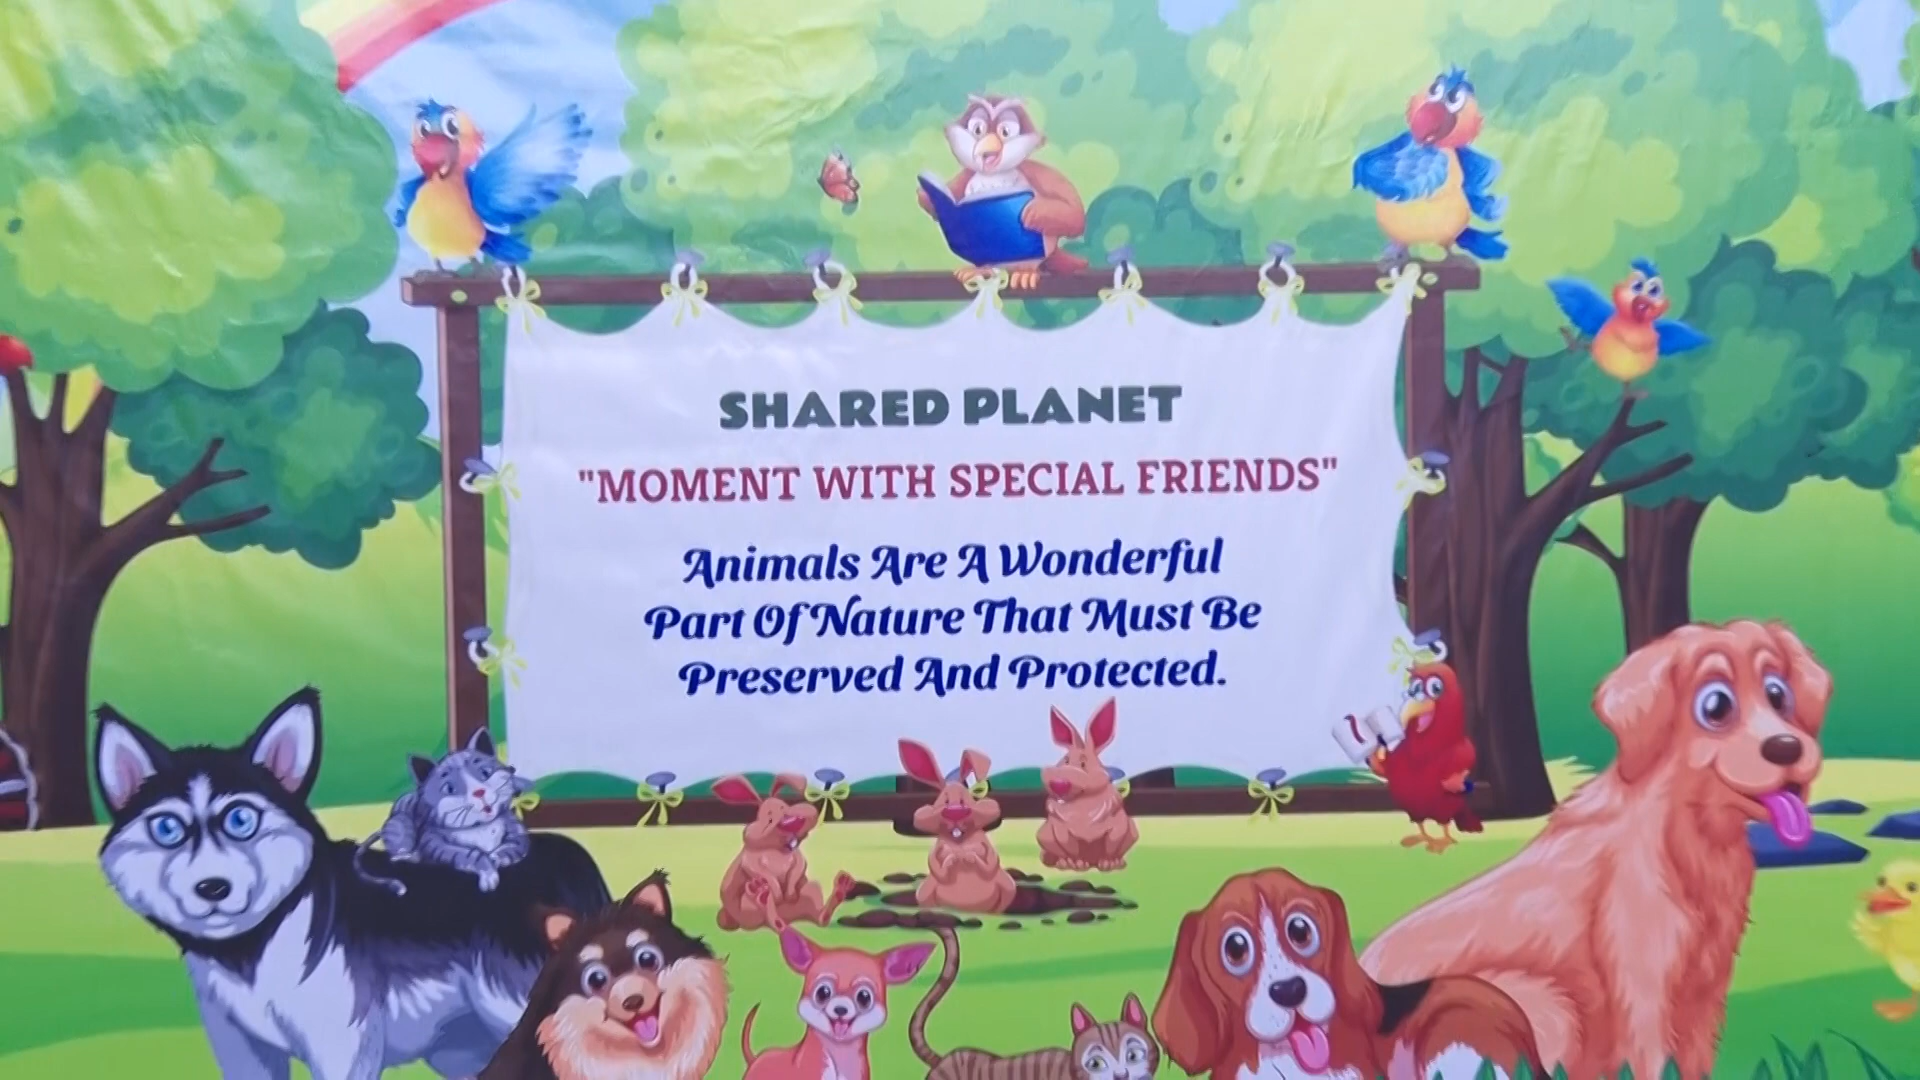 SHARED PLANET
"MOMENT WITH SPECIAL FRIENDS"
Animals Are A Wonderful
Part Of Nature That Must Be
Preserved And Protected.